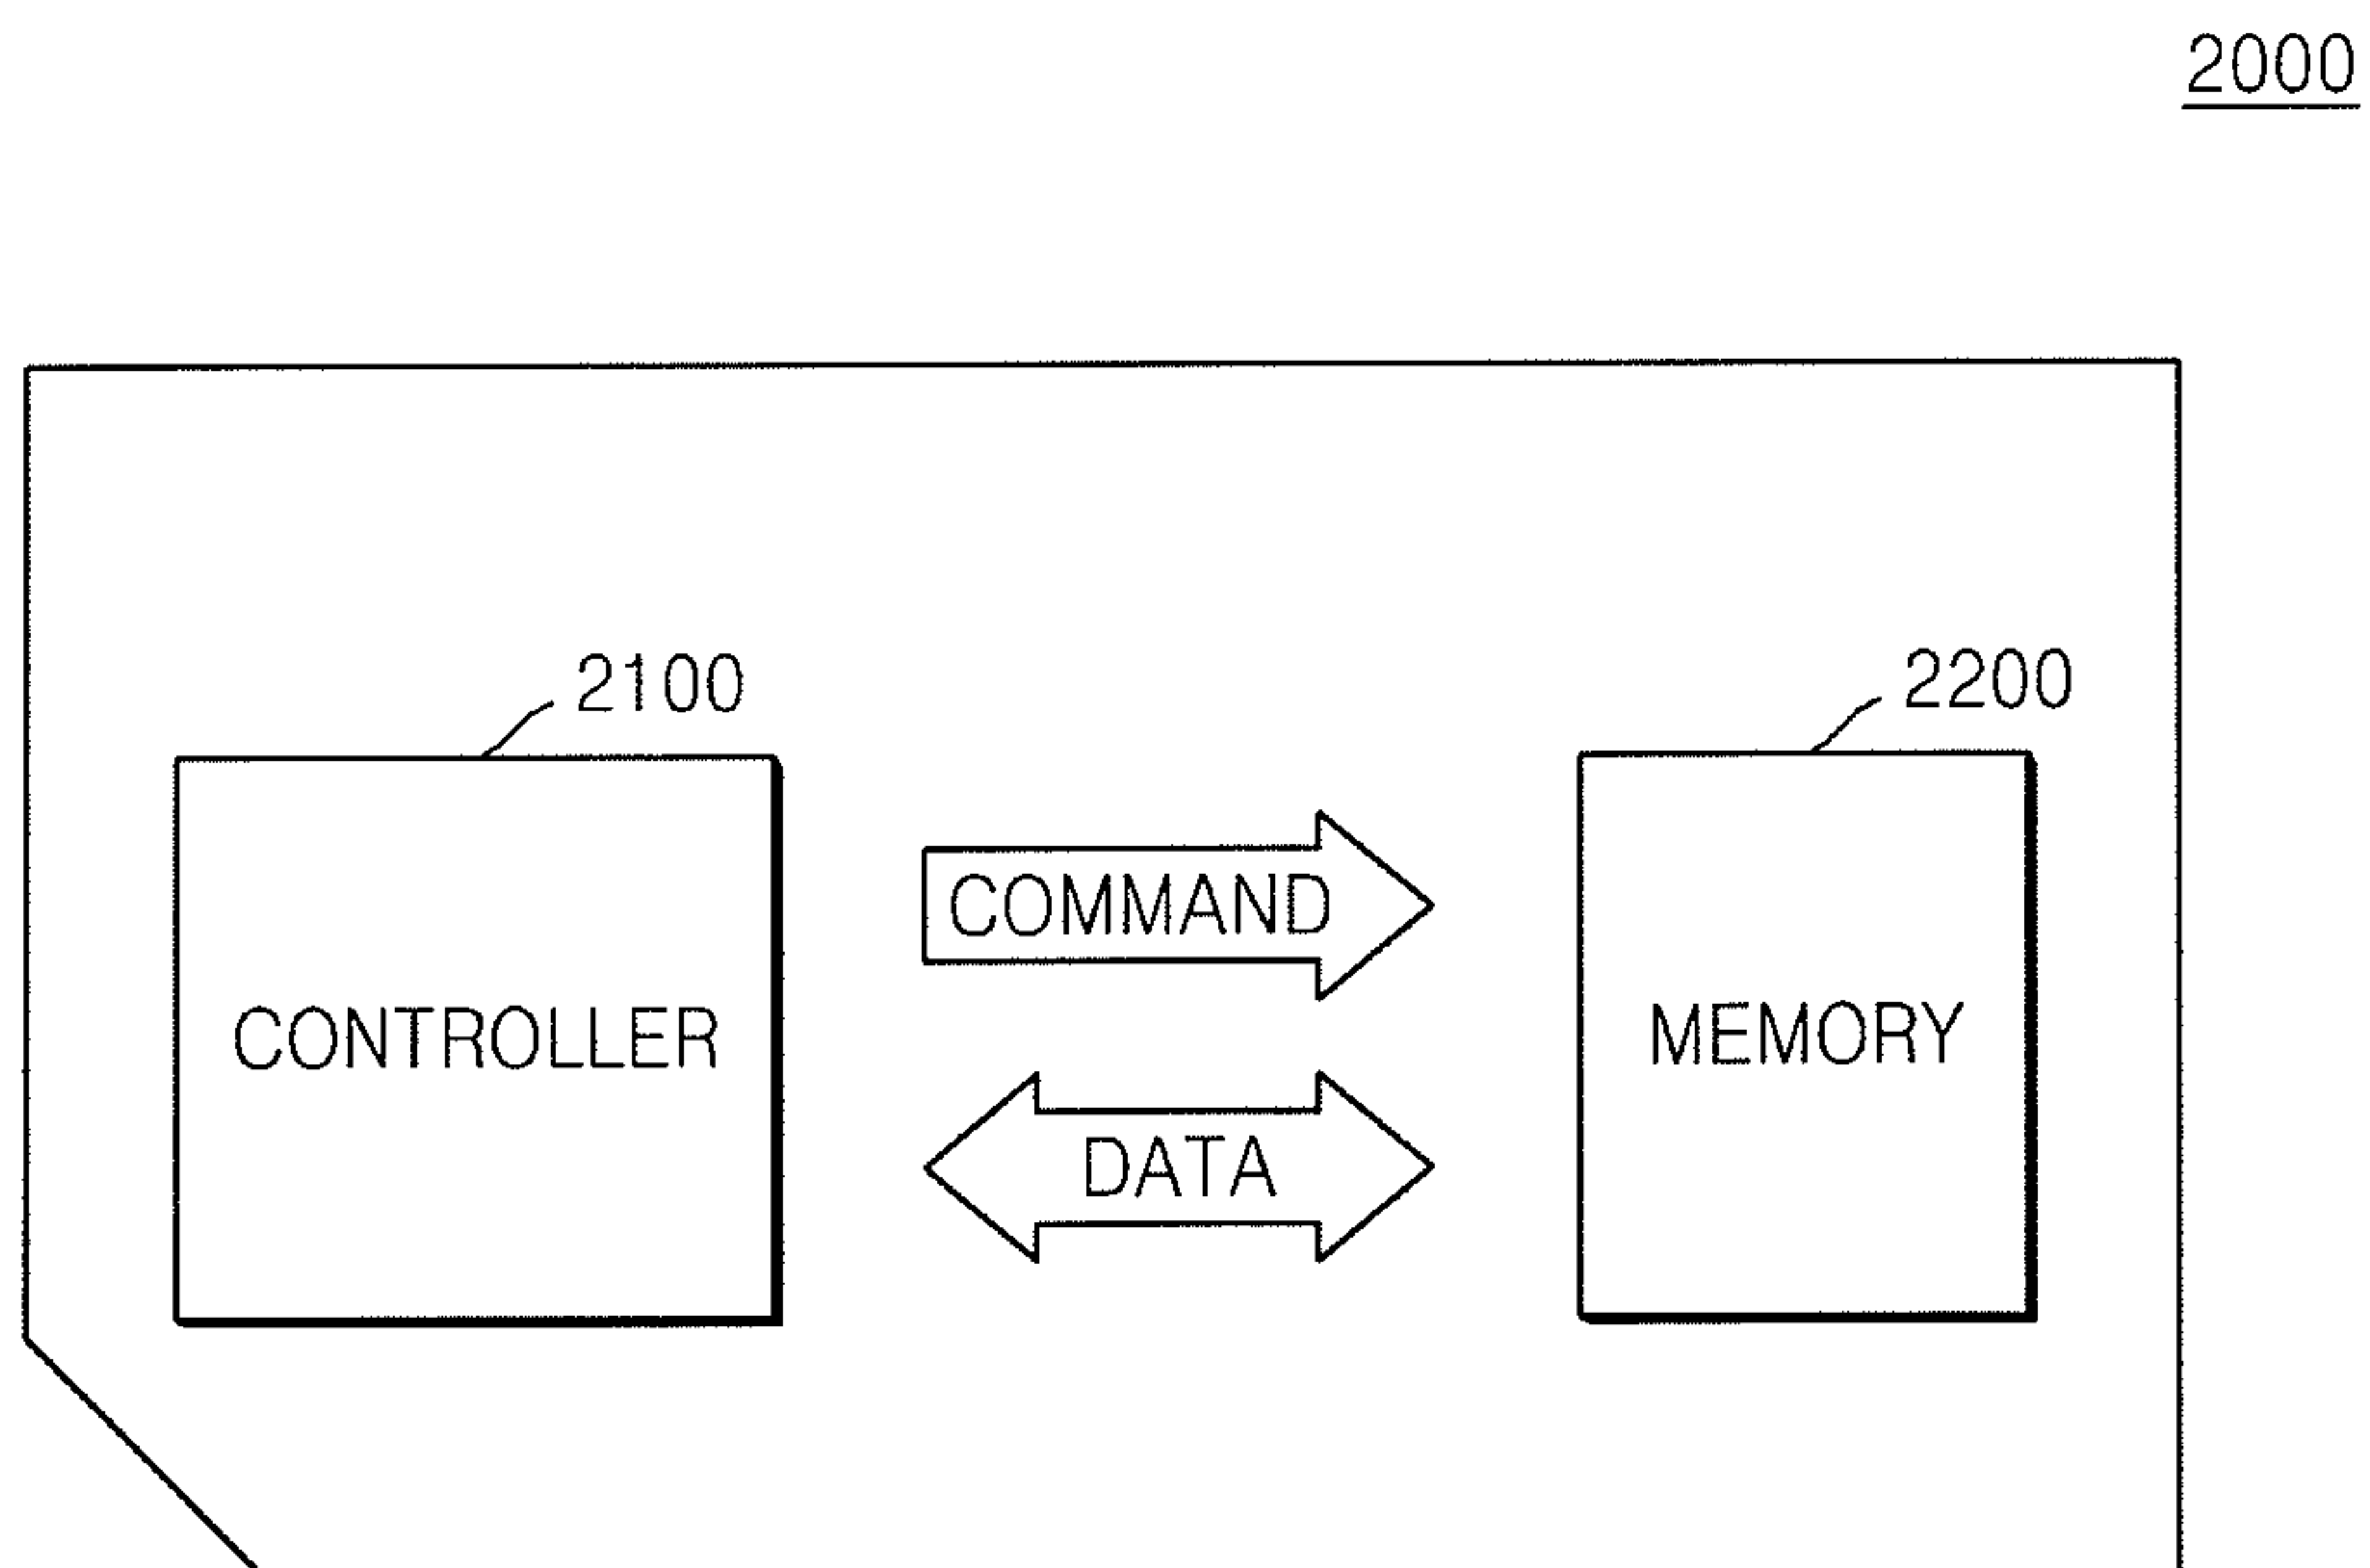 2000
2100
2200
COMMAND
CONTROLLER
MEMORY
DATA